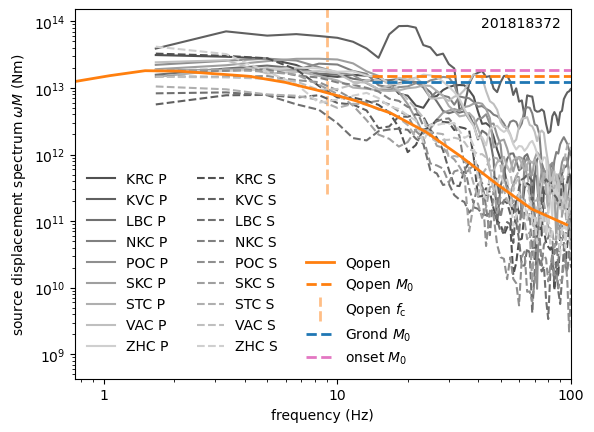 201818372
source displacement spectrum ωM (Nm)
10¹⁴
10¹³
10¹²
10¹¹
10¹⁰
10⁹
KRC P
KVC P
LBC P
NKC P
POC P
SKC P
STC P
VAC P
ZHC P
KRC S
KVC S
LBC S
NKC S
POC S
SKC S
STC S
VAC S
ZHC S
Qopen
Qopen M₀
Qopen f_c
Grond M₀
onset M₀
1
10
100
frequency (Hz)